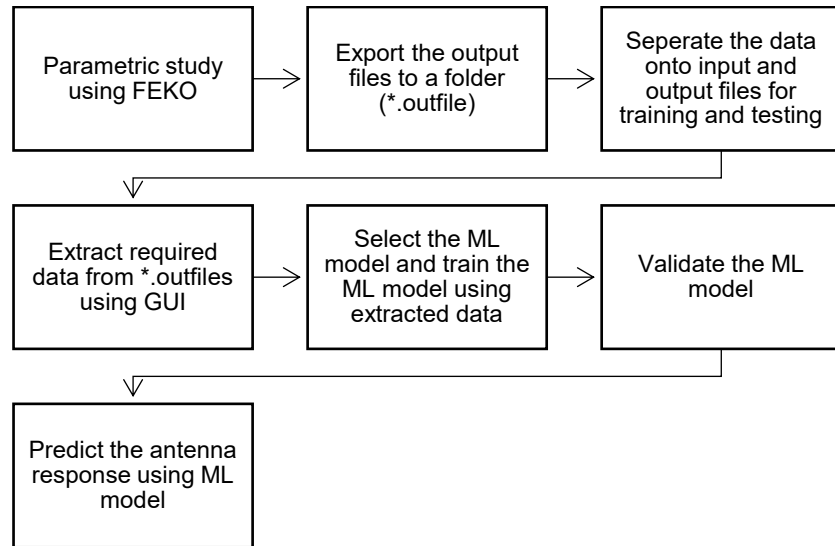 Parametric study
using FEKO
Export the output
files to a folder
(*.outfile)
Seperate the data
onto input and
output files for
training and testing
Extract required
data from *.outfiles
using GUI
Select the ML
model and train the
ML model using
extracted data
Validate the ML
model
Predict the antenna
response using ML
model